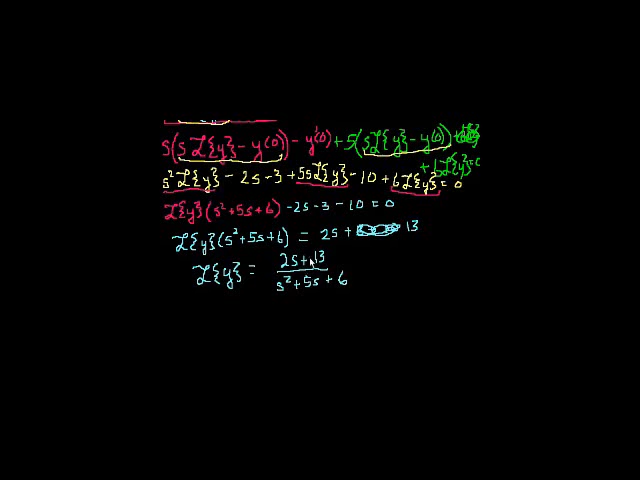 s(sℒ{y} - y(0)) - y'(0) + 5(sℒ{y} - y(0)) +
+ 6ℒ{y} = 0
s²ℒ{y} - 2s - 3 + 5sℒ{y} - 10 + 6ℒ{y} = 0
ℒ{y}(s² + 5s + 6) - 2s - 3 - 10 = 0
ℒ{y}(s² + 5s + 6) = 2s + 13
ℒ{y} = 2s + 13
s² + 5s + 6